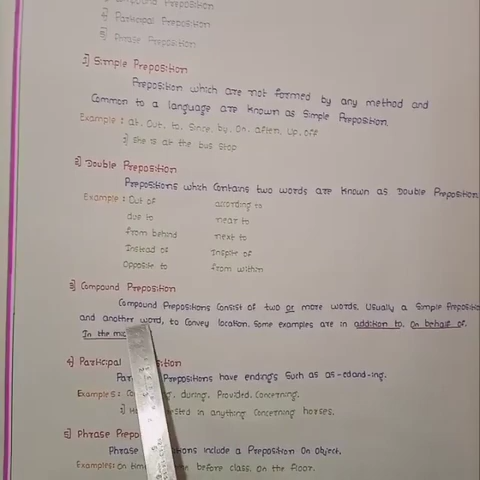 Compound Preposition
4) Participal Preposition
5) Phrase Preposition
1) Simple Preposition
Preposition which are not formed by any method and
Common to a language are known as Simple Preposition.
Example : at, Out, to, Since, by, On, after, Up, off
1) She is at the bus stop
2) Double Preposition
Prepositions which Contains two words are known as Double Preposition
Example : Out of according to
due to near to
from behind next to
Instead of Inspite of
Opposite to from within
3) Compound Preposition
Compound Prepositions Consist of two or more words. Usually a Simple Prepositio
and another word, to Convey location. Some examples are in addition to, On behalf of,
In the
4) Participal
Prepositions have endings Such as as -ed and -ing.
Examples: during, Provided, Concerning,
1) in anything Concerning horses.
5) Phrase
Phrase include a Preposition On Object,
Examples: On before class, On the floor.